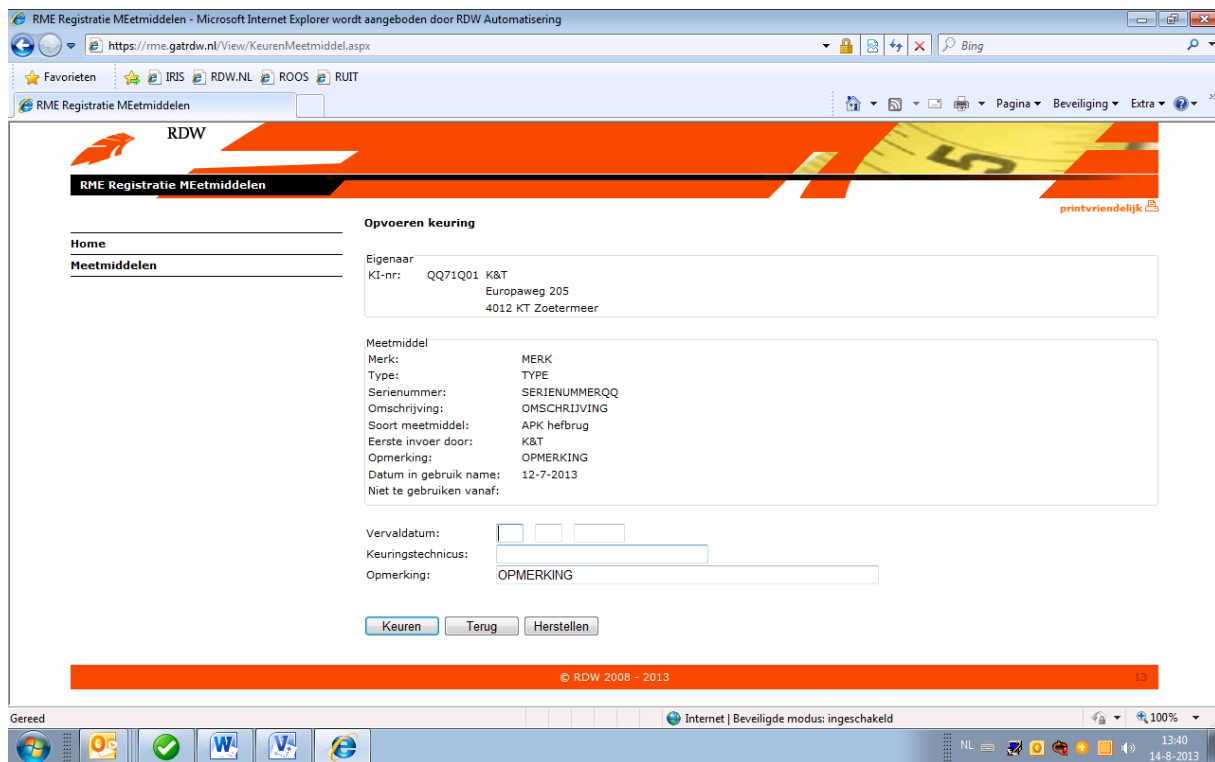 RME Registratie MEetmiddelen - Microsoft Internet Explorer wordt aangeboden door RDW Automatisering
https://rme.gatrdw.nl/View/KeurenMeetmiddel.aspx
Bing
Favorieten IRIS RDW.NL ROOS RUIT
RME Registratie MEetmiddelen
Pagina Beveiliging Extra
RDW
5
RME Registratie MEetmiddelen
printvriendelijk
Home
Meetmiddelen
Opvoeren keuring
Eigenaar
KI-nr: QQ71Q01 K&T
Europaweg 205
4012 KT Zoetermeer
Meetmiddel
Merk: MERK
Type: TYPE
Serienummer: SERIENUMMERQQ
Omschrijving: OMSCHRIJVING
Soort meetmiddel: APK hefbrug
Eerste invoer door: K&T
Opmerking: OPMERKING
Datum in gebruik name: 12-7-2013
Niet te gebruiken vanaf:
Vervaldatum:
Keuringstechnicus:
Opmerking: OPMERKING
Keuren Terug Herstellen
© RDW 2008 - 2013 13
Gereed Internet | Beveiligde modus: ingeschakeld 100%
NL 13:40
14-8-2013